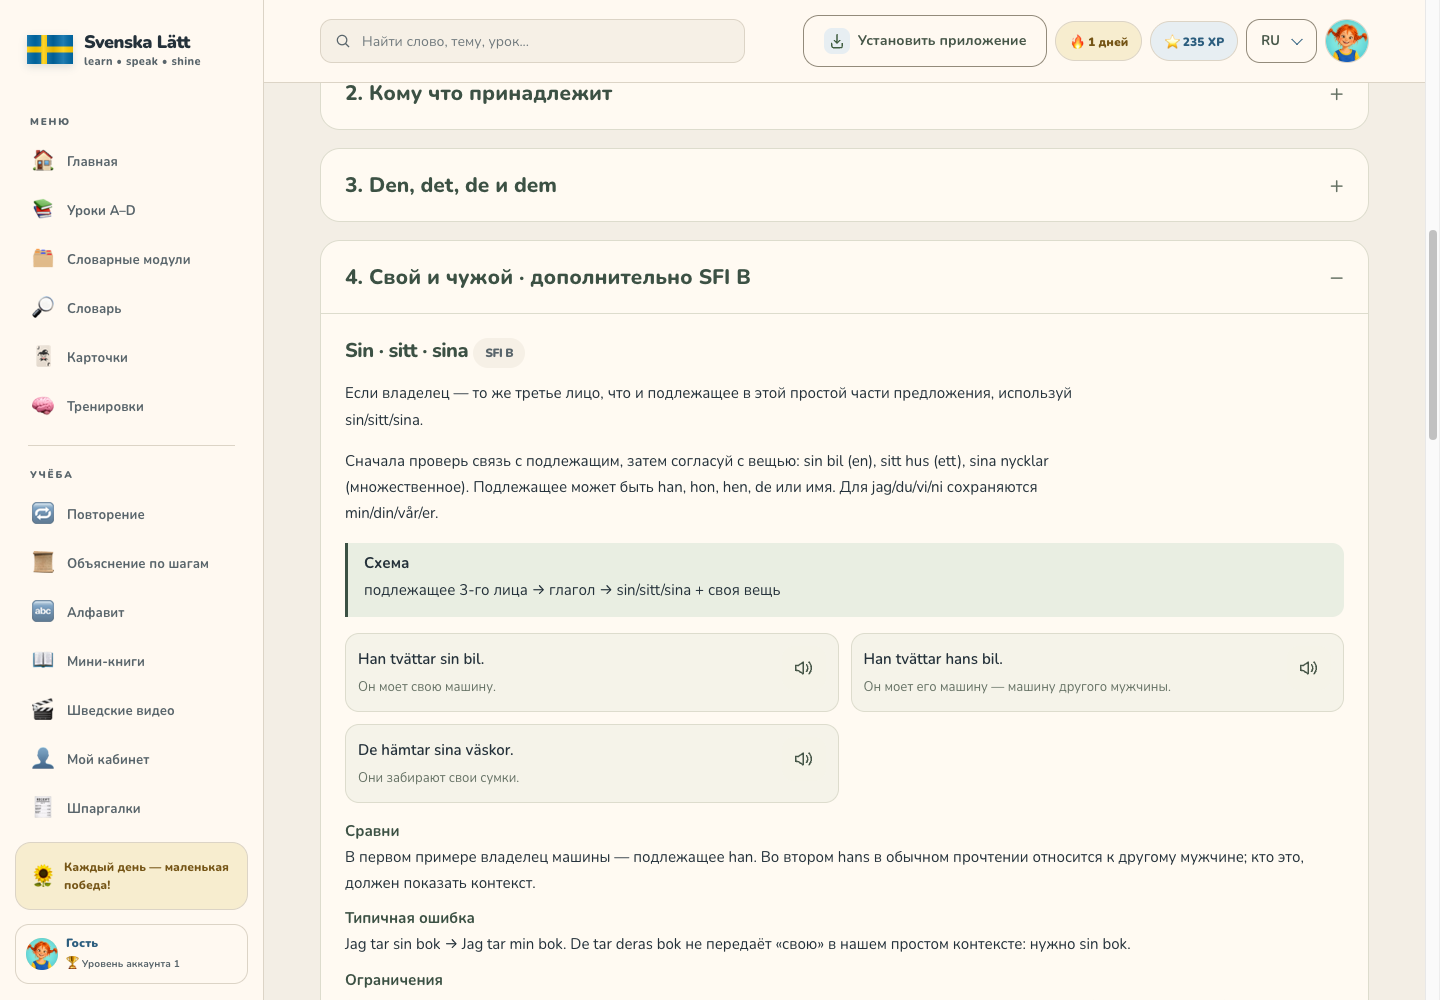 Svenska Lätt
learn • speak • shine
МЕНЮ
Главная
Уроки A–D
Словарные модули
Словарь
Карточки
Тренировки
УЧЁБА
Повторение
Объяснение по шагам
abc
Алфавит
Мини-книги
Шведские видео
Мой кабинет
Шпаргалки
Каждый день — маленькая
победа!
Гость
Уровень аккаунта 1
Найти слово, тему, урок...
Установить приложение
1 дней
235 XP
RU
2. Кому что принадлежит
3. Den, det, de и dem
4. Свой и чужой · дополнительно SFI B
Sin · sitt · sina SFI B
Если владелец — то же третье лицо, что и подлежащее в этой простой части предложения, используй
sin/sitt/sina.
Сначала проверь связь с подлежащим, затем согласуй с вещью: sin bil (en), sitt hus (ett), sina nycklar
(множественное). Подлежащее может быть han, hon, hen, de или имя. Для jag/du/vi/ni сохраняются
min/din/vår/er.
Схема
подлежащее 3-го лица → глагол → sin/sitt/sina + своя вещь
Han tvättar sin bil.
Он моет свою машину.
Han tvättar hans bil.
Он моет его машину — машину другого мужчины.
De hämtar sina väskor.
Они забирают свои сумки.
Сравни
В первом примере владелец машины — подлежащее han. Во втором hans в обычном прочтении относится к другому мужчине; кто это,
должен показать контекст.
Типичная ошибка
Jag tar sin bok → Jag tar min bok. De tar deras bok не передаёт «свою» в нашем простом контексте: нужно sin bok.
Ограничения